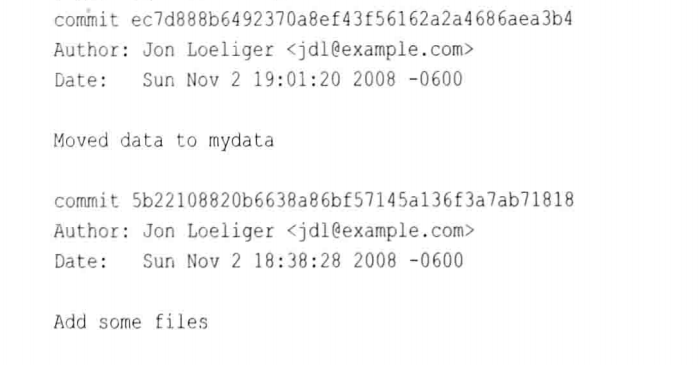 commit ec7d888b6492370a8ef43f56162a2a4686aea3b4
Author: Jon Loeliger <jdl@example.com>
Date: Sun Nov 2 19:01:20 2008 -0600
Moved data to mydata
commit 5b22108820b6638a86bf57145a136f3a7ab71818
Author: Jon Loeliger <jdl@example.com>
Date: Sun Nov 2 18:38:28 2008 -0600
Add some files